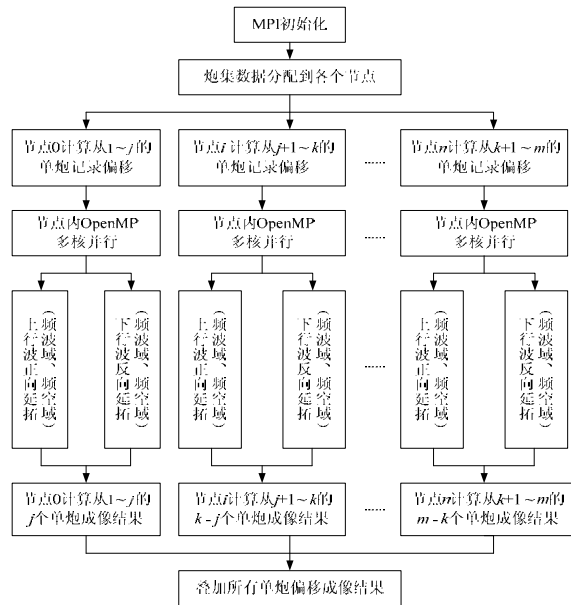 MPI初始化
炮集数据分配到各个节点
节点0计算从1~j的
单炮记录偏移
节点i计算从j+1~k的
单炮记录偏移
......
节点n计算从k+1~m的
单炮记录偏移
节点内OpenMP
多核并行
节点内OpenMP
多核并行
......
节点内OpenMP
多核并行
上行波正向延拓
(频波域、频空域)
下行波反向延拓
(频波域、频空域)
上行波正向延拓
(频波域、频空域)
下行波反向延拓
(频波域、频空域)
......
上行波正向延拓
(频波域、频空域)
下行波反向延拓
(频波域、频空域)
节点0计算从1~j的
j个单炮成像结果
节点i计算从j+1~k的
k-j个单炮成像结果
......
节点n计算从k+1~m的
m-k个单炮成像结果
叠加所有单炮偏移成像结果